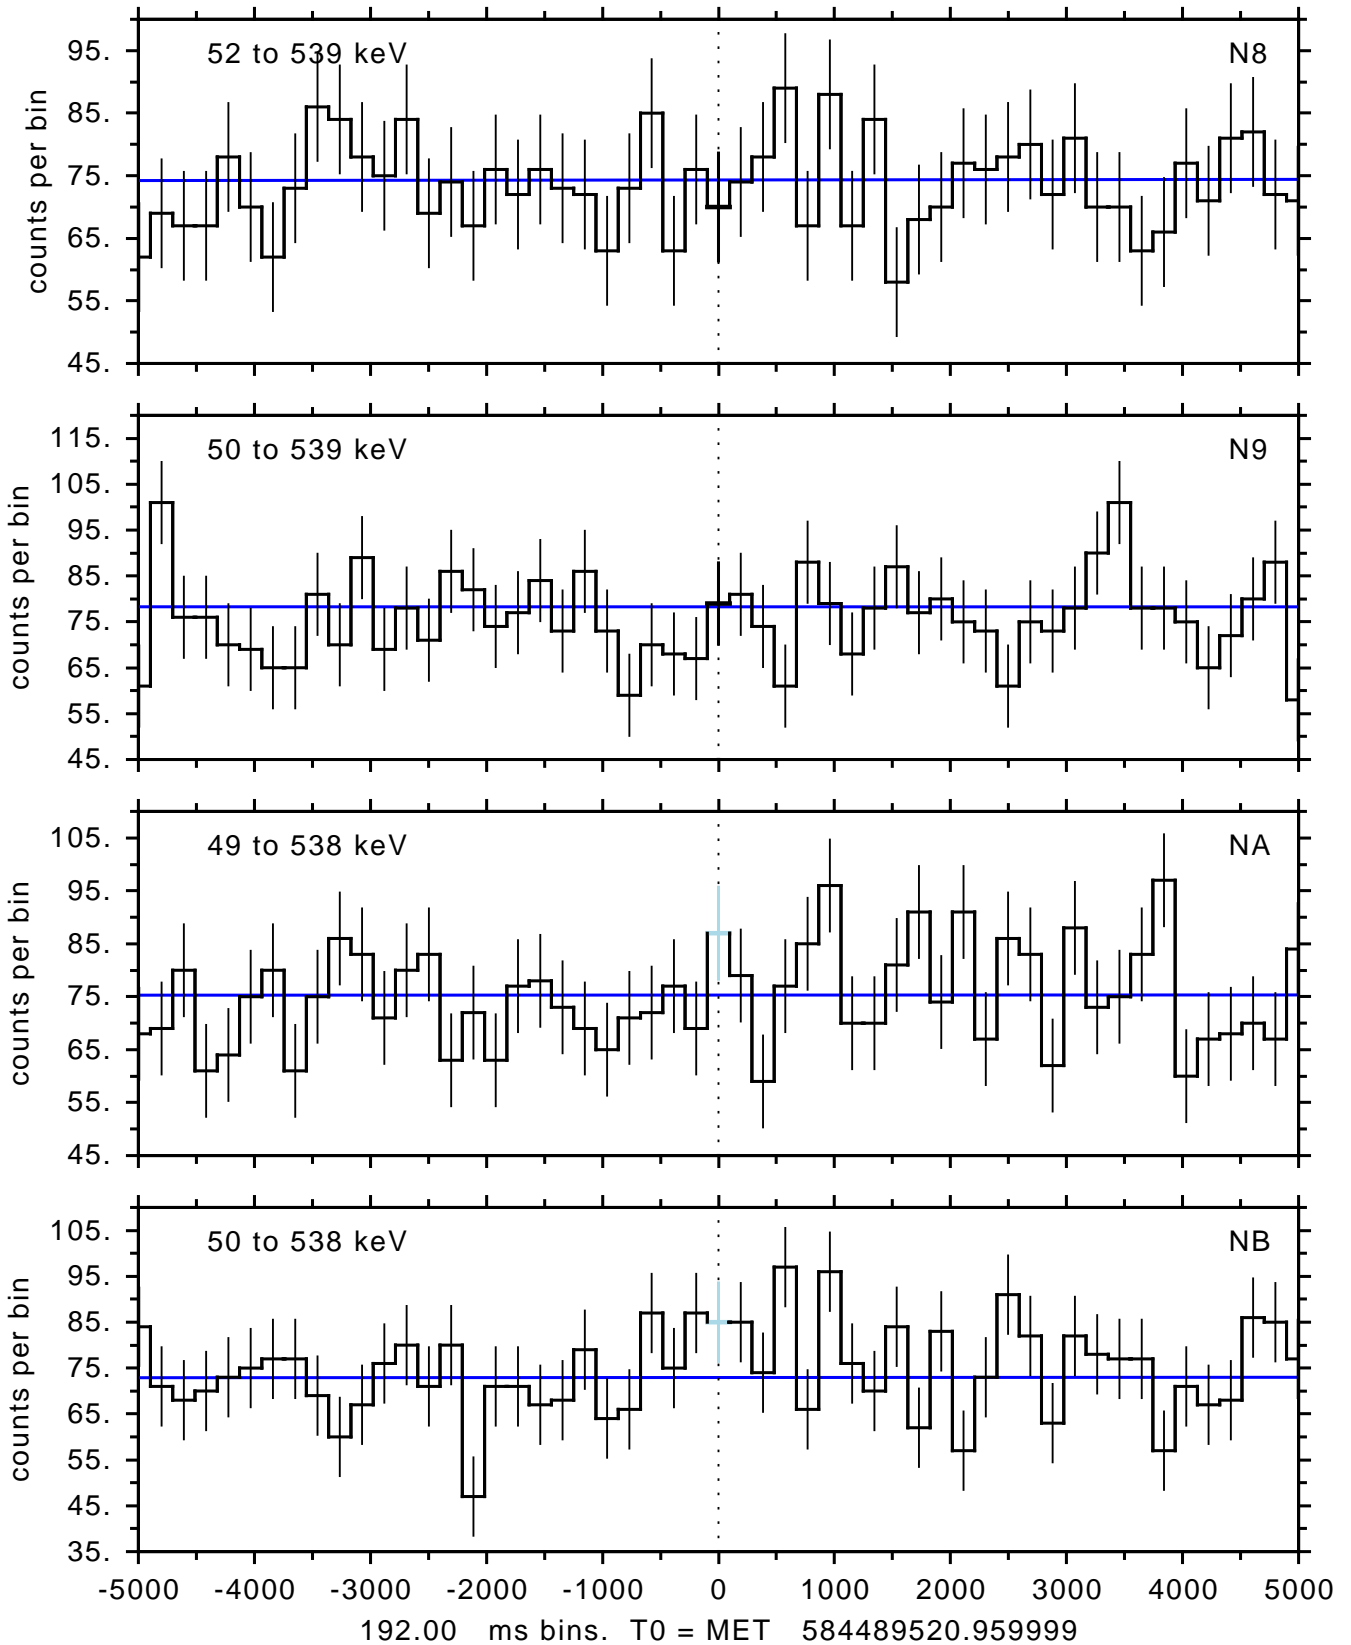 52 to 539 keV N8
95.
85.
75.
65.
55.
45.
counts per bin
50 to 539 keV N9
115.
105.
95.
85.
75.
65.
55.
45.
counts per bin
49 to 538 keV NA
105.
95.
85.
75.
65.
55.
45.
counts per bin
50 to 538 keV NB
105.
95.
85.
75.
65.
55.
45.
35.
counts per bin
-5000 -4000 -3000 -2000 -1000 0 1000 2000 3000 4000 5000
192.00 ms bins. T0 = MET 584489520.959999